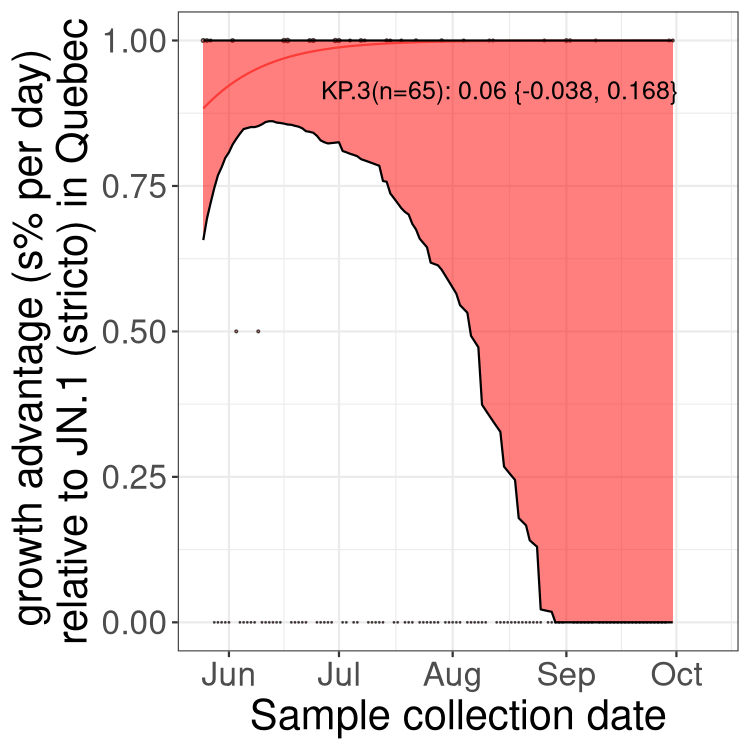 growth advantage (s% per day)
relative to JN.1 (stricto) in Quebec
1.00
0.75
0.50
0.25
0.00
KP.3(n=65): 0.06 {-0.038, 0.168}
Jun Jul Aug Sep Oct
Sample collection date